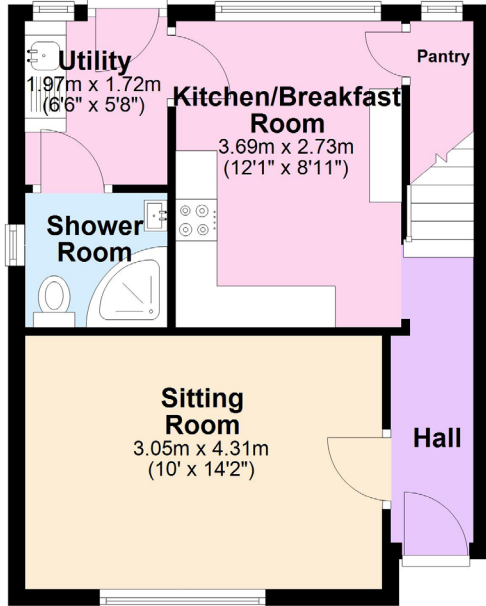 Utility
1.97m x 1.72m
(6'6" x 5'8")
Kitchen/Breakfast
Room
3.69m x 2.73m
(12'1" x 8'11")
Pantry
Shower
Room
Sitting
Room
3.05m x 4.31m
(10' x 14'2")
Hall